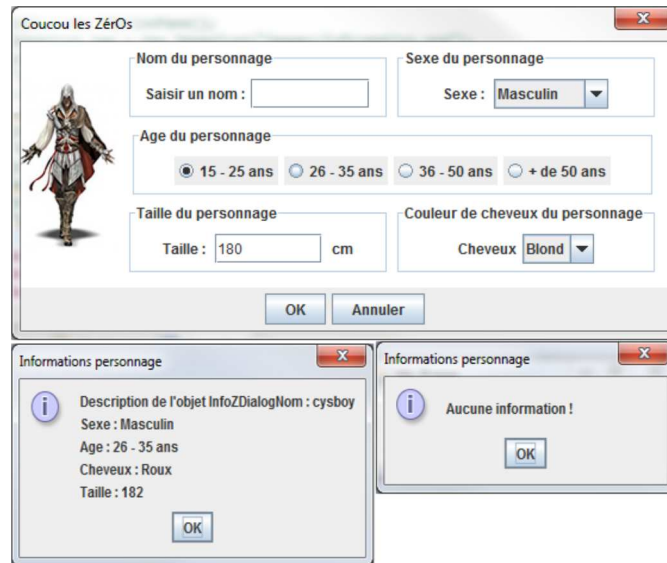 Coucou les ZérOs
Nom du personnage
Saisir un nom :
Sexe du personnage
Sexe : Masculin
Age du personnage
15 - 25 ans 26 - 35 ans 36 - 50 ans + de 50 ans
Taille du personnage
Taille : 180 cm
Couleur de cheveux du personnage
Cheveux Blond
OK Annuler
Informations personnage
Description de l'objet InfoZDialogNom : cysboy
Sexe : Masculin
Age : 26 - 35 ans
Cheveux : Roux
Taille : 182
OK
Informations personnage
Aucune information !
OK